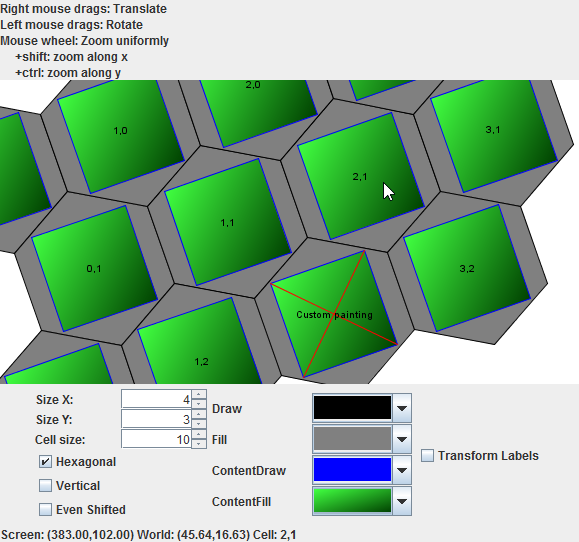 Right mouse drags: Translate
Left mouse drags: Rotate
Mouse wheel: Zoom uniformly
+shift: zoom along x
+ctrl: zoom along y
2,0
1,0
3,1
2,1
1,1
0,1
3,2
Custom painting
1,2
Size X: 4
Size Y: 3
Cell size: 10
Hexagonal
Vertical
Even Shifted
Draw
Fill
ContentDraw
ContentFill
Transform Labels
Screen: (383.00,102.00) World: (45.64,16.63) Cell: 2,1